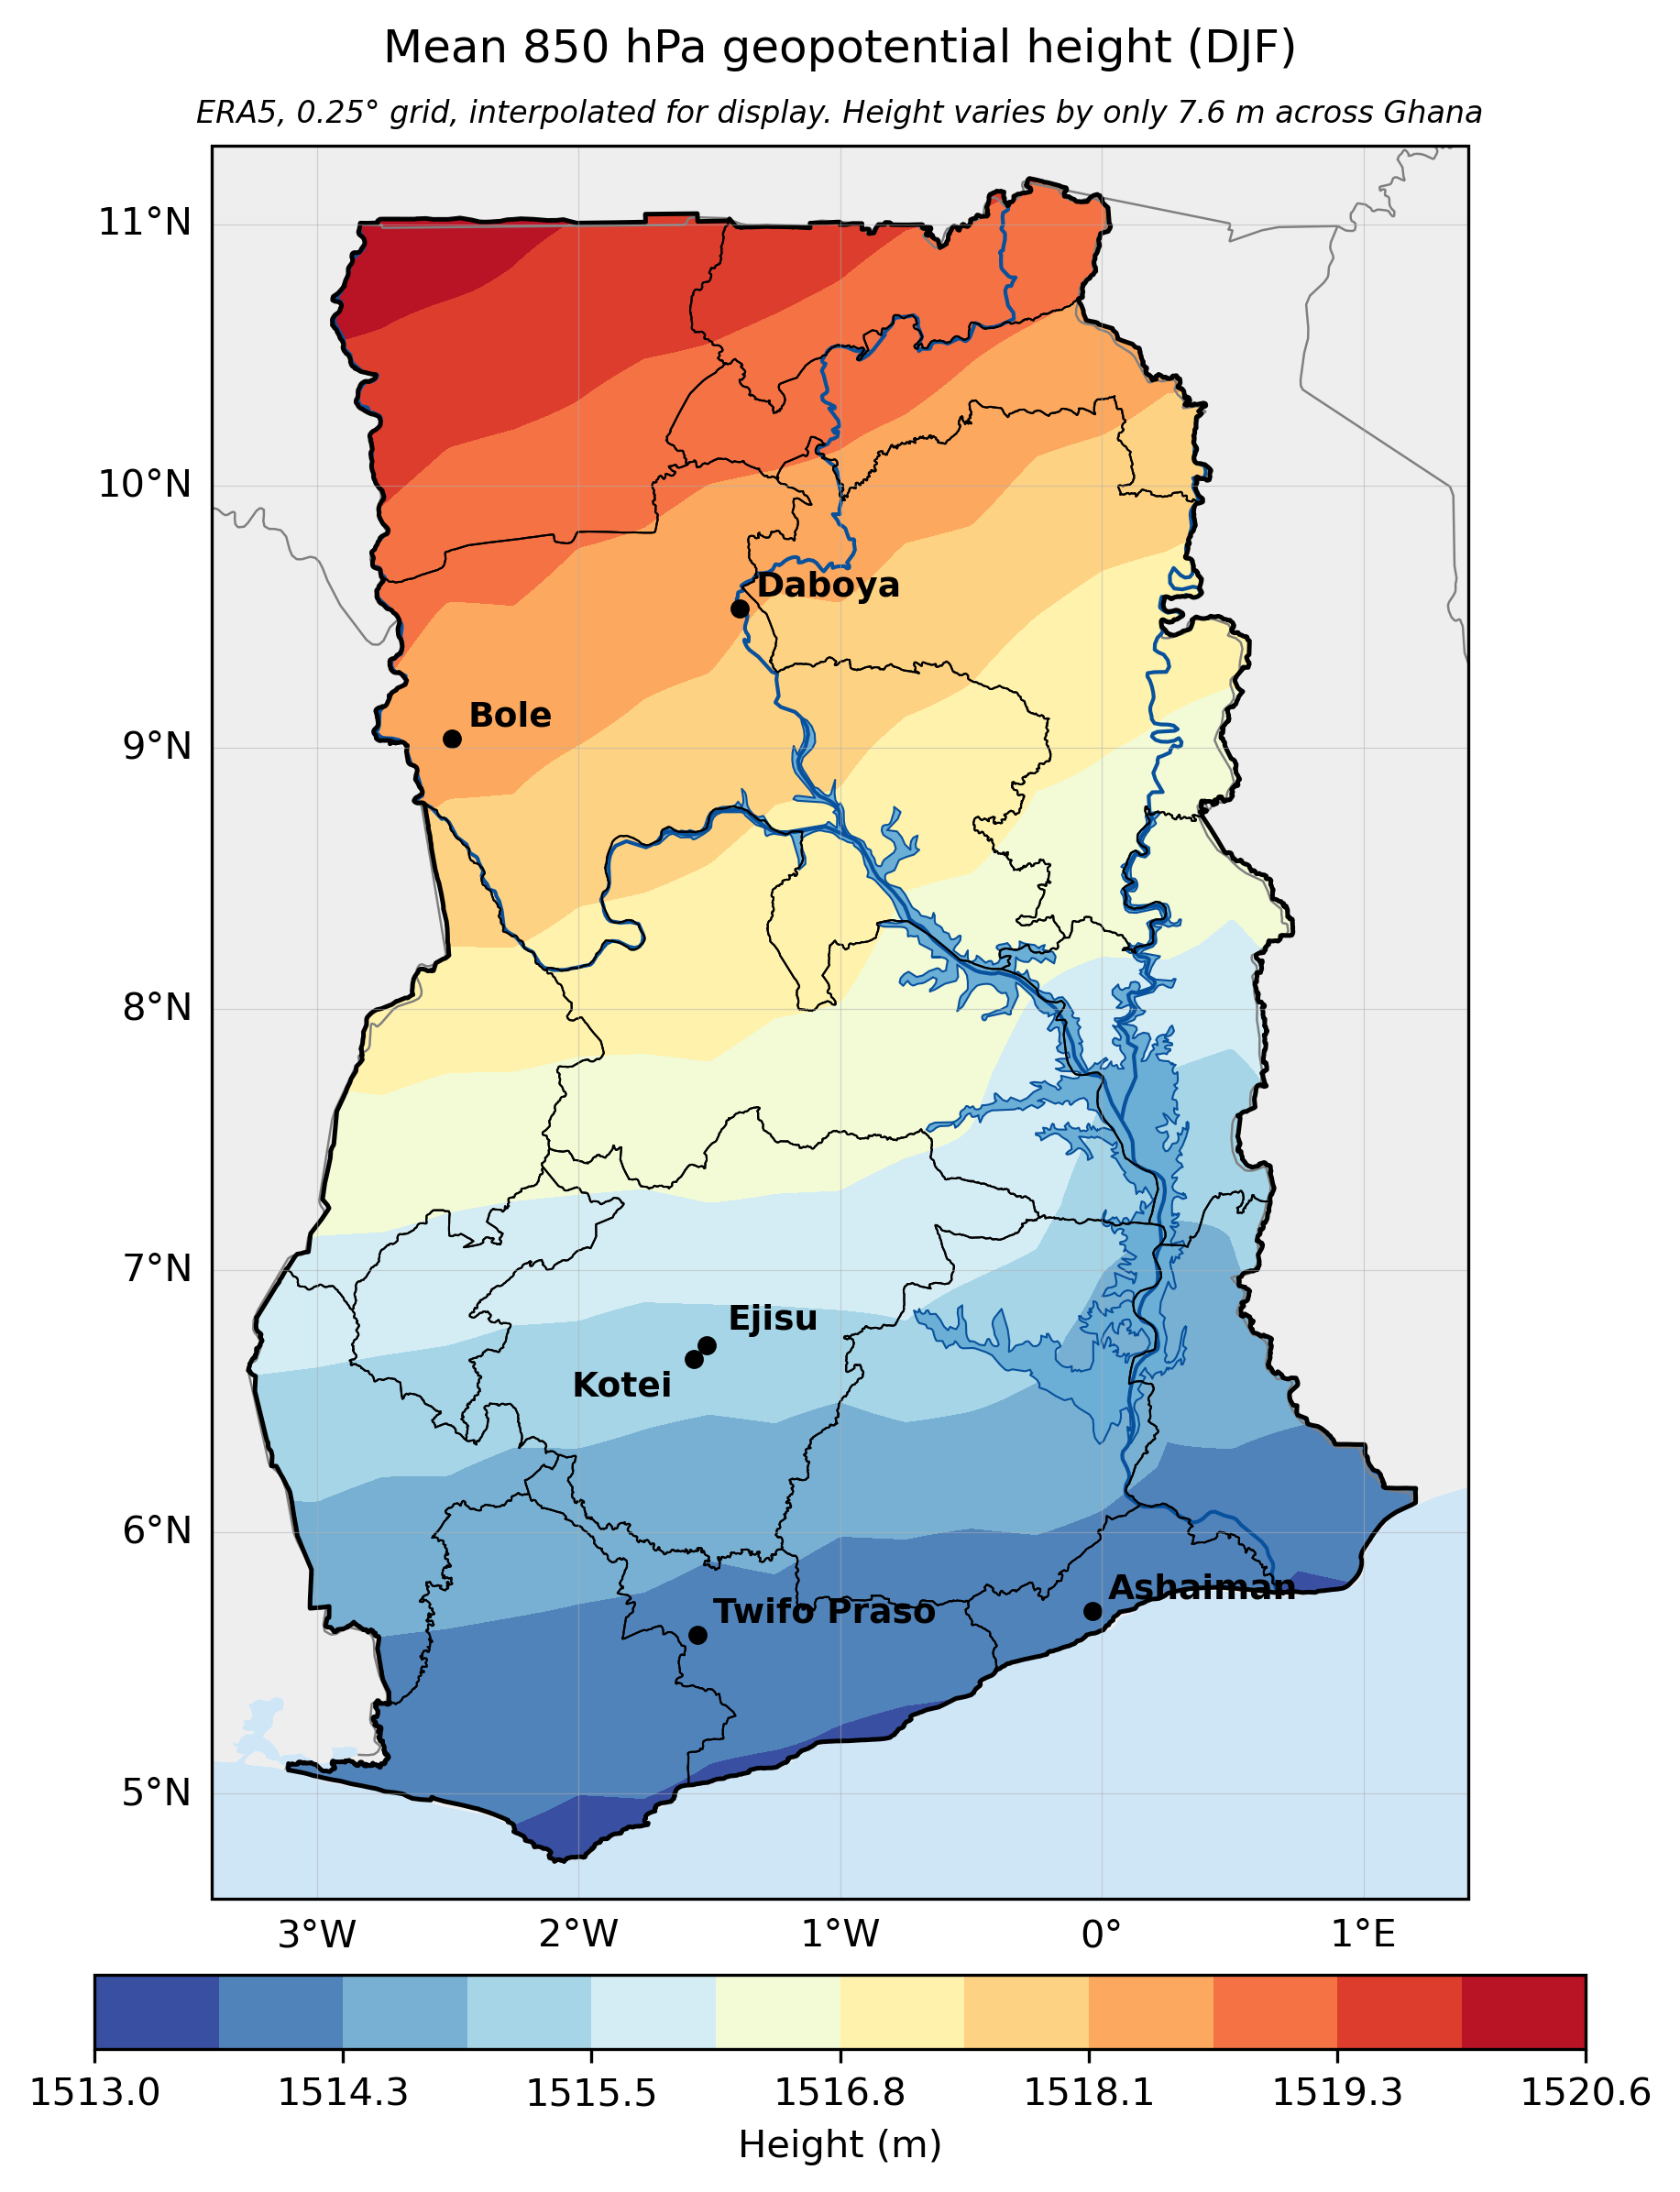 Mean 850 hPa geopotential height (DJF)
ERA5, 0.25° grid, interpolated for display. Height varies by only 7.6 m across Ghana
11°N
10°N
Daboya
Bole
9°N
8°N
7°N
Ejisu
Kotei
6°N
Ashaiman
Twifo Praso
5°N
3°W 2°W 1°W 0° 1°E
1513.0 1514.3 1515.5 1516.8 1518.1 1519.3 1520.6
Height (m)